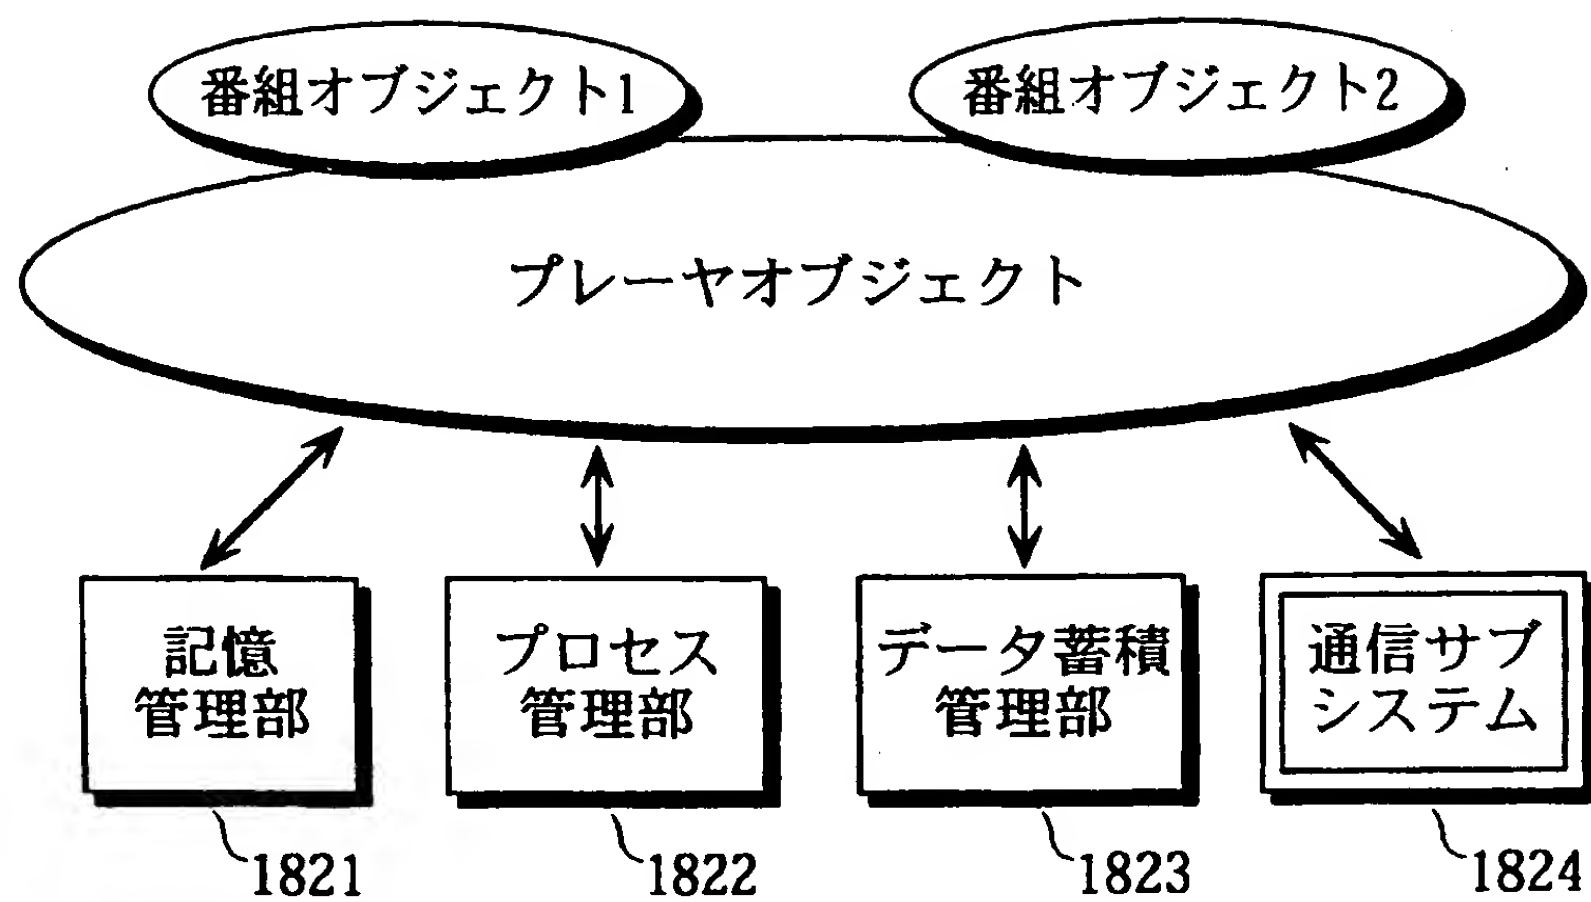 番組オブジェクト1
番組オブジェクト2
プレーヤオブジェクト
記憶
管理部
プロセス
管理部
データ蓄積
管理部
通信サブ
システム
1821
1822
1823
1824